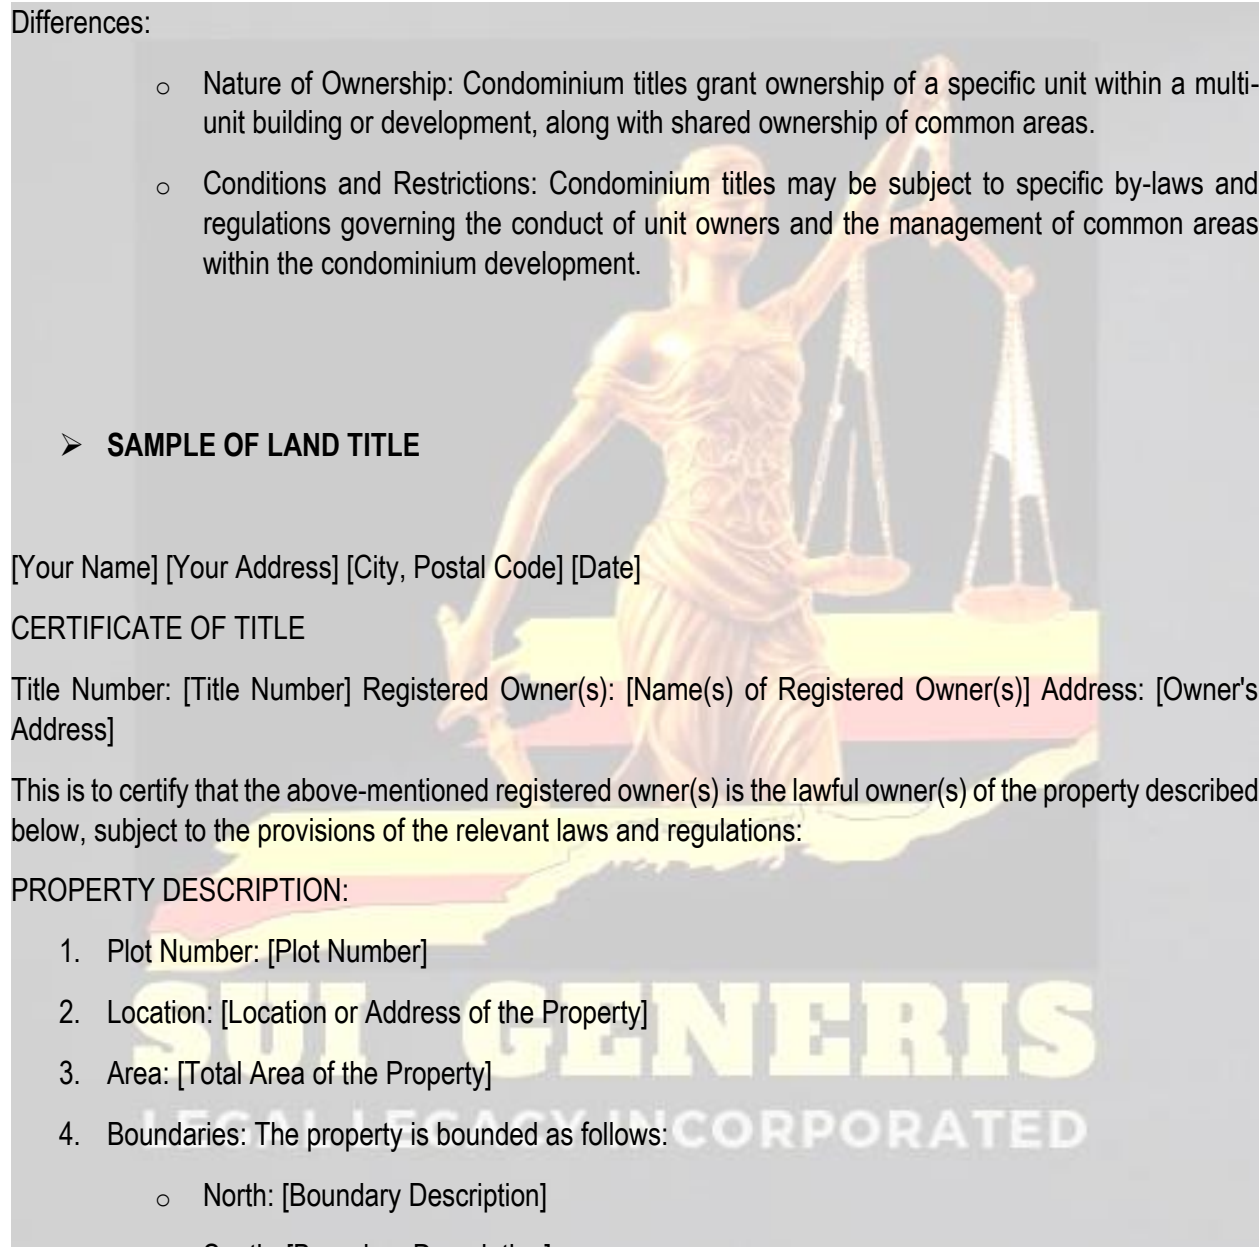 Differences:
o Nature of Ownership: Condominium titles grant ownership of a specific unit within a multi-
unit building or development, along with shared ownership of common areas.
o Conditions and Restrictions: Condominium titles may be subject to specific by-laws and
regulations governing the conduct of unit owners and the management of common areas
within the condominium development.
➢ SAMPLE OF LAND TITLE
[Your Name] [Your Address] [City, Postal Code] [Date]
CERTIFICATE OF TITLE
Title Number: [Title Number] Registered Owner(s): [Name(s) of Registered Owner(s)] Address: [Owner's
Address]
This is to certify that the above-mentioned registered owner(s) is the lawful owner(s) of the property described
below, subject to the provisions of the relevant laws and regulations:
PROPERTY DESCRIPTION:
1. Plot Number: [Plot Number]
2. Location: [Location or Address of the Property]
SUI GENERIS
3. Area: [Total Area of the Property]
4. Boundaries: The property is bounded as follows:
LEGAL LEGACY INCORPORATED
o North: [Boundary Description]